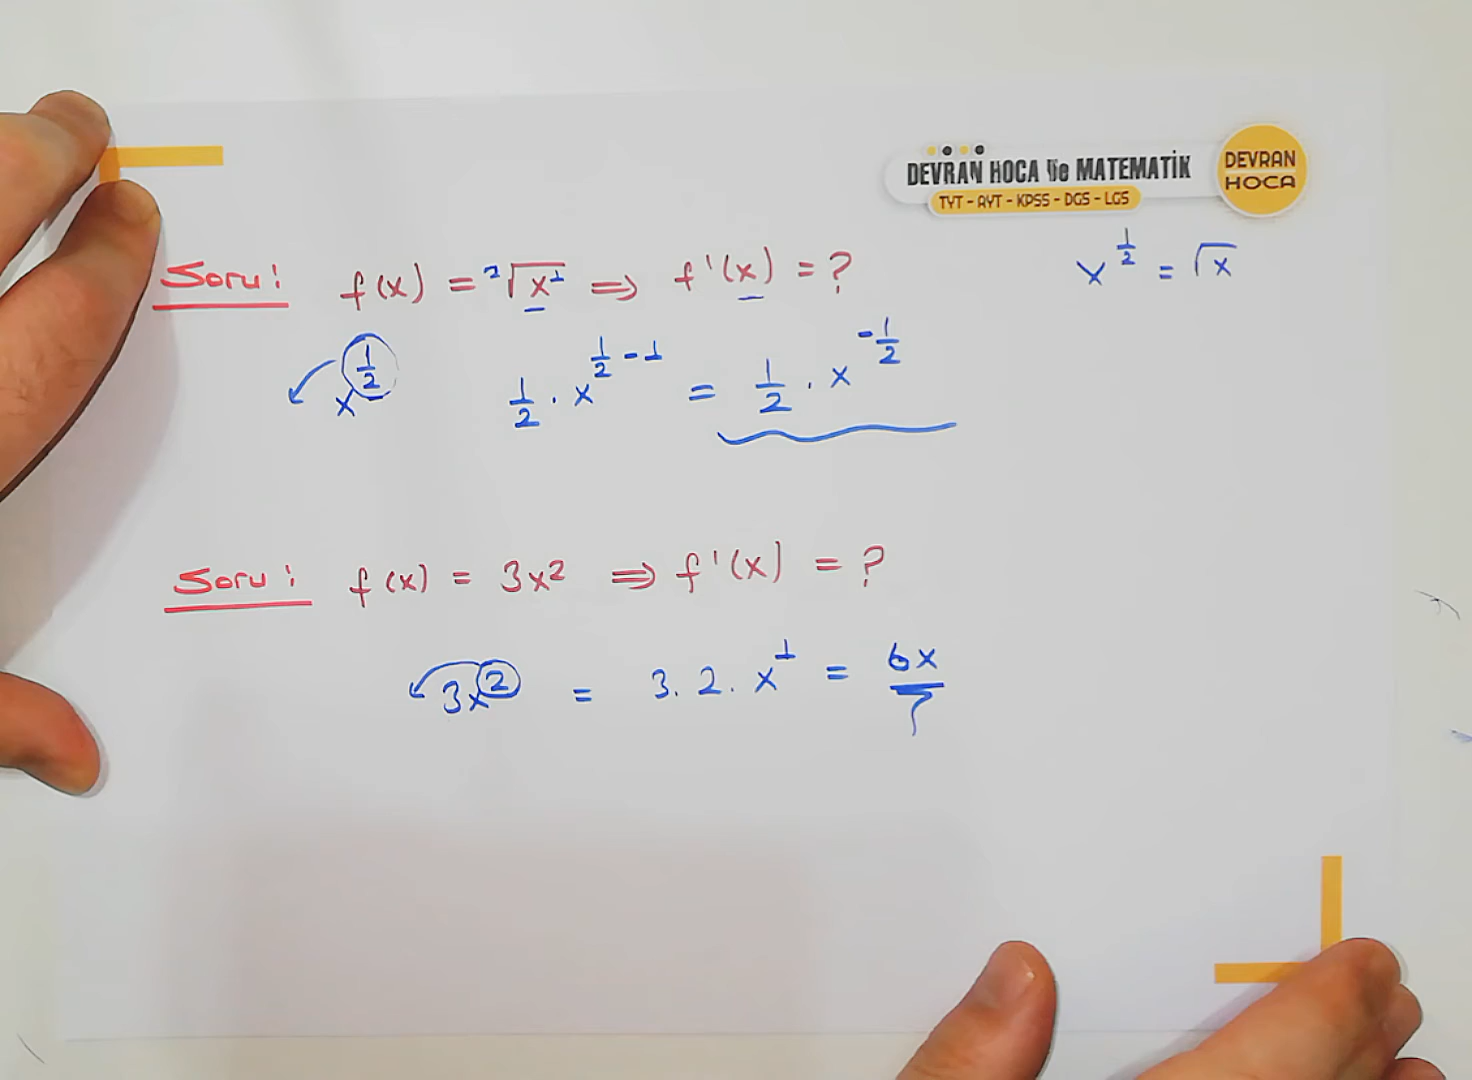 DEVRAN HOCA ile MATEMATİK
TYT - AYT - KPSS - DGS - LGS
DEVRAN
HOCA
Soru: f(x) = ²√x¹ ⇒ f'(x) = ?
x^(1/2) = √x
x^(1/2)
1/2 . x^(1/2 - 1) = 1/2 . x^(-1/2)
Soru: f(x) = 3x2 ⇒ f'(x) = ?
3x² = 3. 2. x¹ = 6x